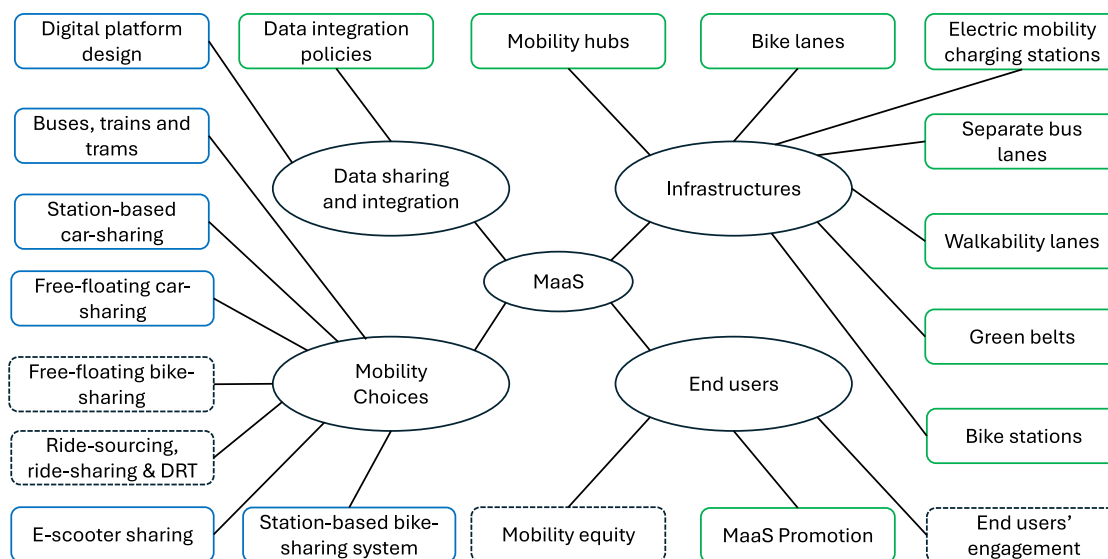 Digital platform
design
Data integration
policies
Mobility hubs
Bike lanes
Electric mobility
charging stations
Buses, trains and
trams
Separate bus
lanes
Data sharing
and integration
Infrastructures
Station-based
car-sharing
Walkability lanes
MaaS
Free-floating car-
sharing
Green belts
Free-floating bike-
sharing
Mobility
Choices
End users
Ride-sourcing,
ride-sharing & DRT
Bike stations
E-scooter sharing
Station-based bike-
sharing system
Mobility equity
MaaS Promotion
End users’
engagement